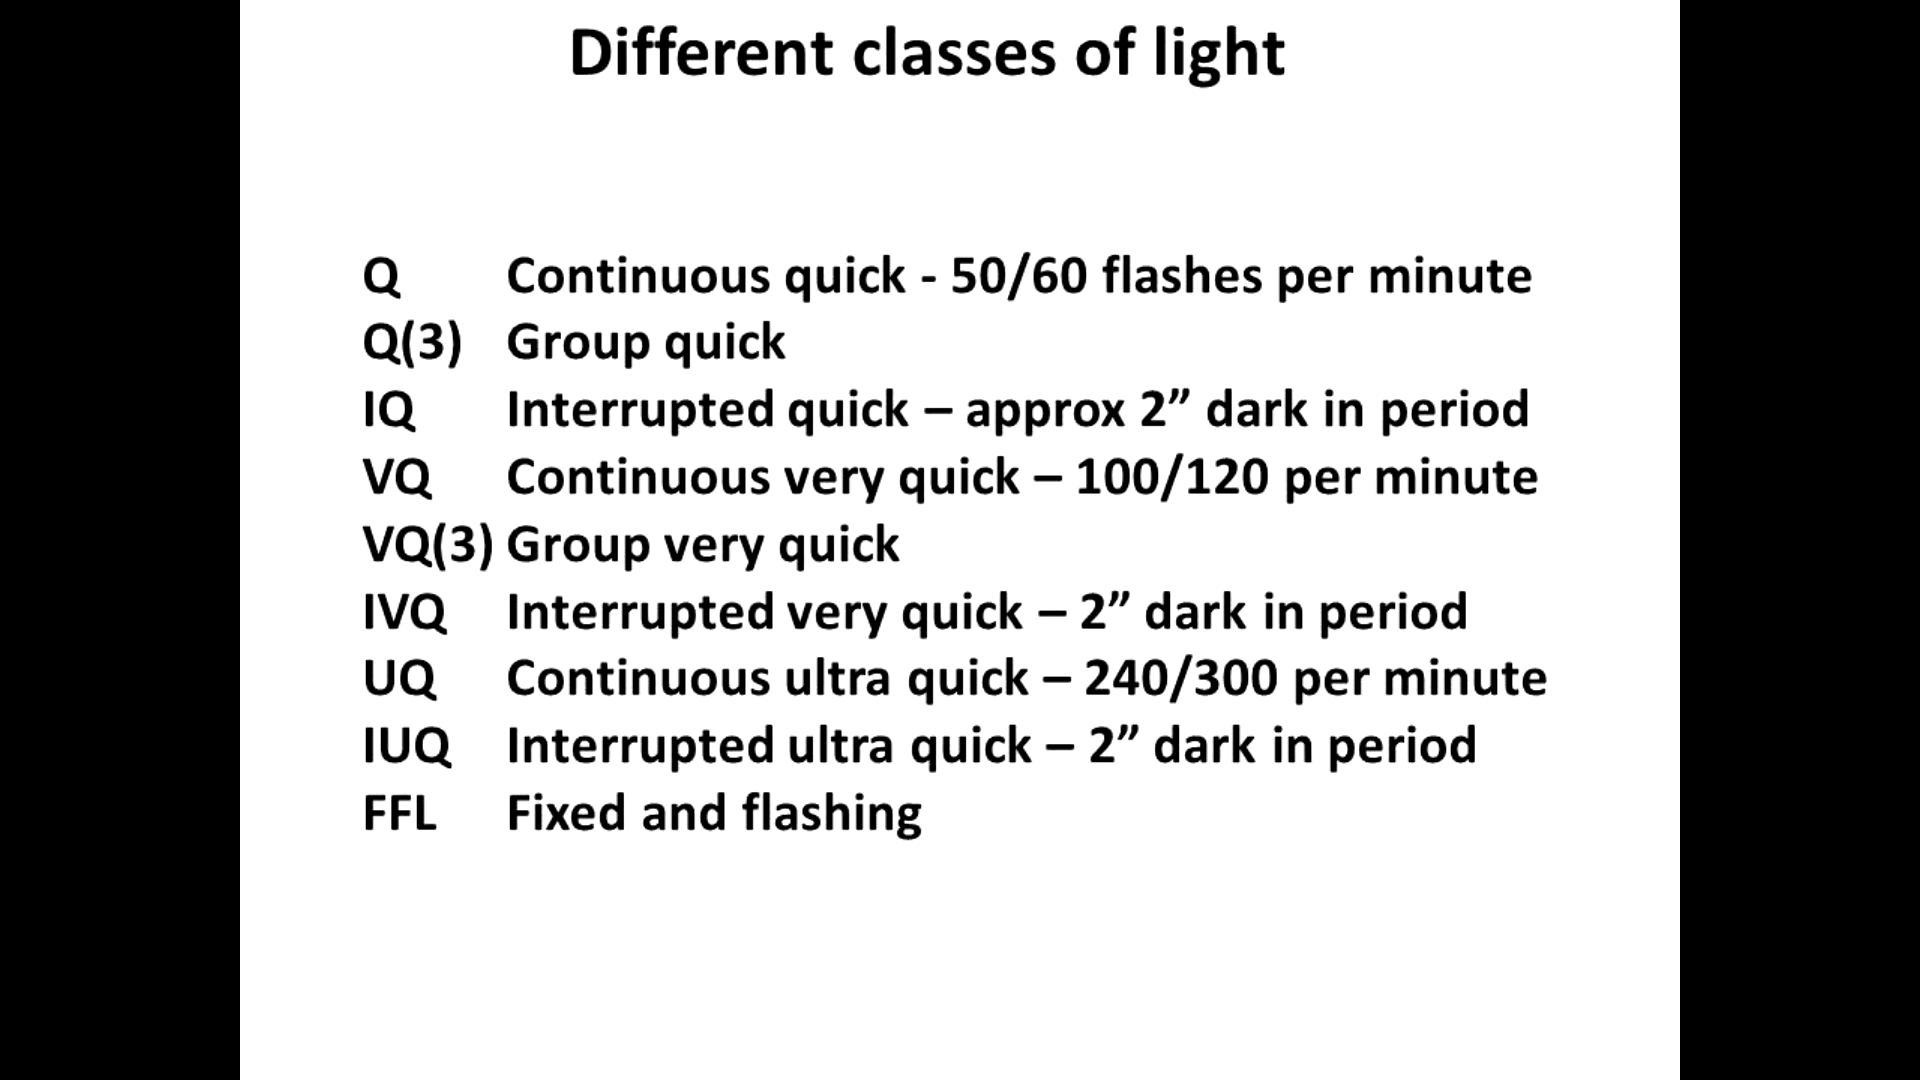 Different classes of light
Q Continuous quick - 50/60 flashes per minute
Q(3) Group quick
IQ Interrupted quick – approx 2” dark in period
VQ Continuous very quick – 100/120 per minute
VQ(3) Group very quick
IVQ Interrupted very quick – 2” dark in period
UQ Continuous ultra quick – 240/300 per minute
IUQ Interrupted ultra quick – 2” dark in period
FFL Fixed and flashing